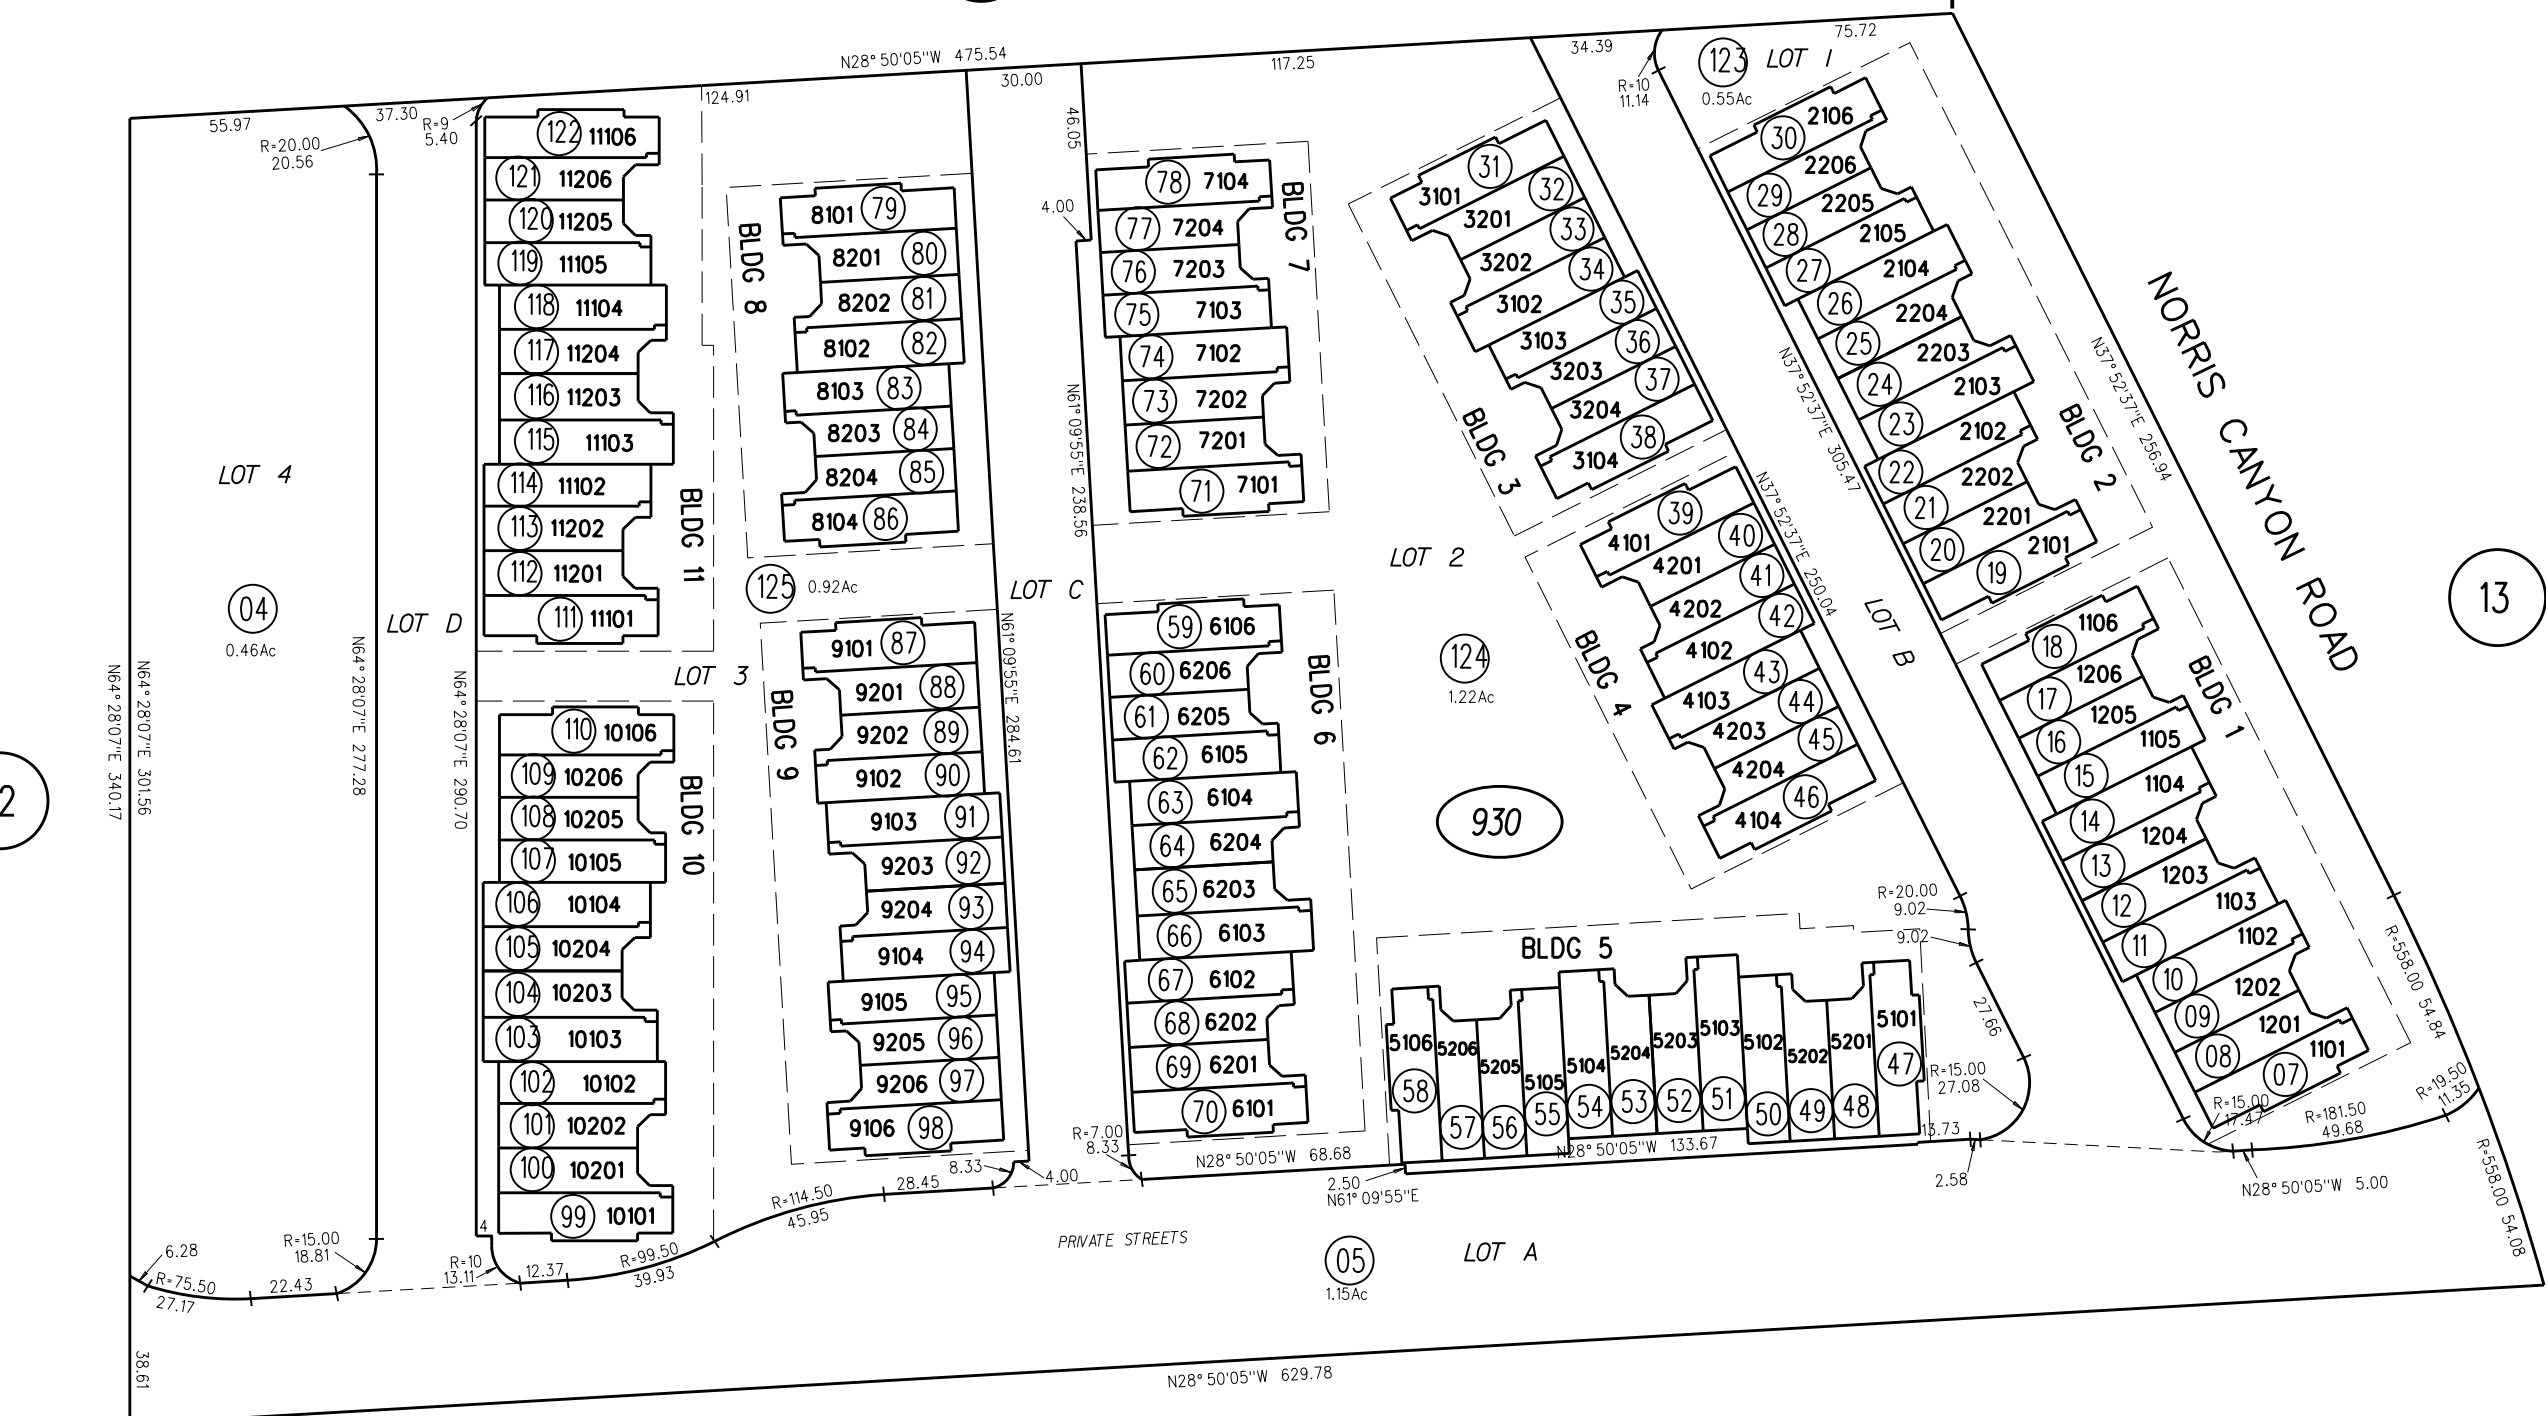 N28°50'05"W 475.54
55.97
37.30
R=20.00
20.56
R=9
5.40
124.91
30.00
117.25
34.39
75.72
R=10
11.14
123 LOT 1
0.55Ac
46.05
4.00
122 11106
121 11206
120 11205
119 11105
118 11104
117 11204
116 11203
115 11103
114 11102
113 11202
112 11201
111 11101
BLDG 11
8101 79
8201 80
8202 81
8102 82
8103 83
8203 84
8204 85
8104 86
BLDG 8
78 7104
77 7204
76 7203
75 7103
74 7102
73 7202
72 7201
71 7101
BLDG 7
3101 31
3201 32
3202 33
3102 34
3103 35
3203 36
3204 37
3104 38
BLDG 3
30 2106
29 2206
28 2205
27 2105
26 2104
25 2204
24 2203
23 2103
22 2102
21 2202
20 2201
19 2101
BLDG 2
N37°52'37"E 305.47
N37°52'37"E 256.94
NORRIS CANYON ROAD
13
LOT 4
04
0.46Ac
LOT D
N64°28'07"E 340.17
N64°28'07"E 301.56
N64°28'07"E 277.28
N64°28'07"E 290.70
2
LOT 3
125 0.92Ac
LOT C
N61°09'55"E 238.56
N61°09'55"E 284.61
LOT 2
124
1.22Ac
930
4101 39
4201 40
4202 41
4102 42
4103 43
4203 44
4204 45
4104 46
BLDG 4
N37°52'37"E 250.04
LOT B
18 1106
17 1206
16 1205
15 1105
14 1104
13 1204
12 1203
11 1103
10 1102
09 1202
08 1201
07 1101
BLDG 1
110 10106
109 10206
108 10205
107 10105
106 10104
105 10204
104 10203
103 10103
102 10102
101 10202
100 10201
99 10101
BLDG 10
9101 87
9201 88
9202 89
9102 90
9103 91
9203 92
9204 93
9104 94
9105 95
9205 96
9206 97
9106 98
BLDG 9
59 6106
60 6206
61 6205
62 6105
63 6104
64 6204
65 6203
66 6103
67 6102
68 6202
69 6201
70 6101
BLDG 6
BLDG 5
5106 5206 5205 5105 5104 5204 5203 5103 5102 5202 5201 5101
58 57 56 55 54 53 52 51 50 49 48 47
R=20.00
9.02
9.02
27.66
R=15.00
27.08
R=558.00 54.84
R=19.50
11.35
R=15.00
17.47
R=181.50
49.68
R=558.00 54.08
13.73
2.58
N28°50'05"W 5.00
N28°50'05"W 133.67
2.50
N61°09'55"E
N28°50'05"W 68.68
R=7.00
8.33
8.33
4.00
28.45
R=114.50
45.95
R=99.50
39.93
12.37
R=10
13.11
4
R=15.00
18.81
22.43
6.28
R=75.50
27.17
38.61
PRIVATE STREETS
05 LOT A
1.15Ac
N28°50'05"W 629.78